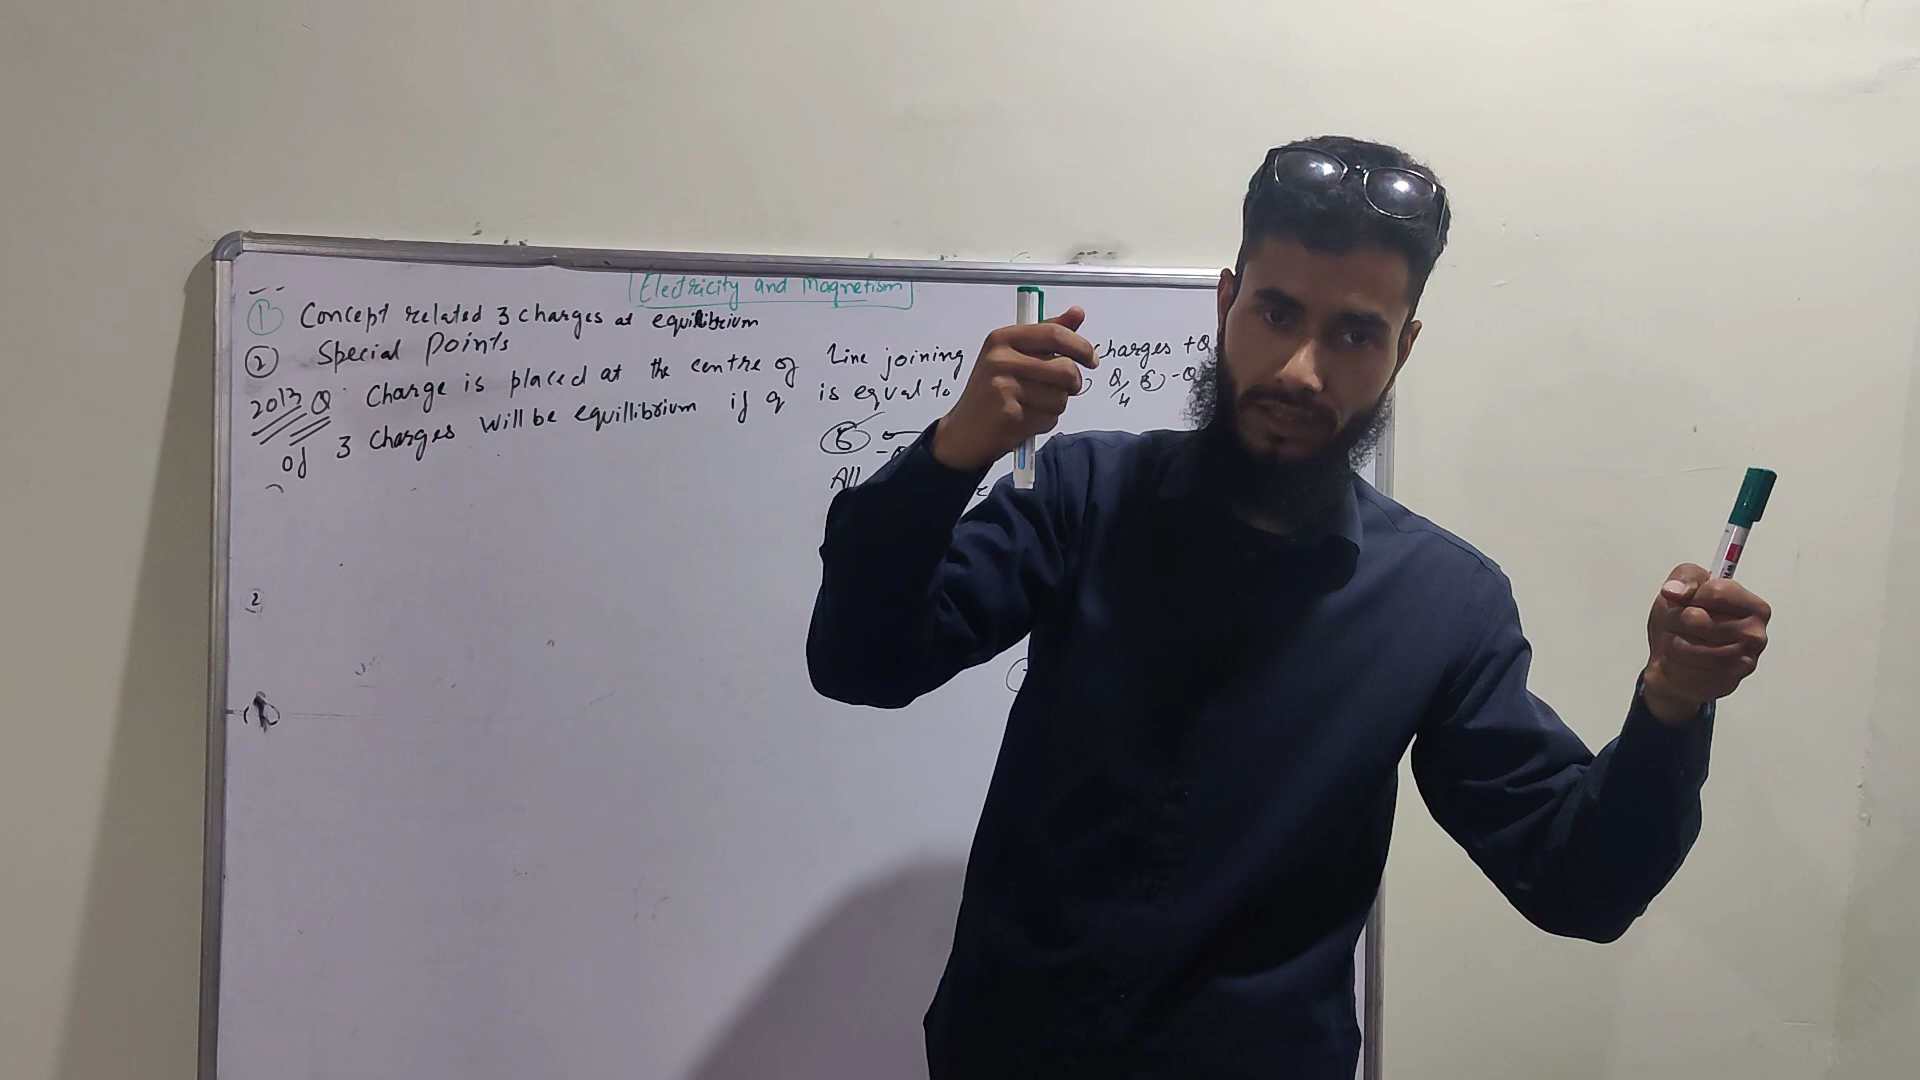 Electricity and Magnetism
① Concept related 3 charges at equilibrium
② Special Points
2013 Q Charge is placed at the centre of Line joining charges +Q
of 3 charges will be equillibrium if q is equal to Q/4 -Q
All
2